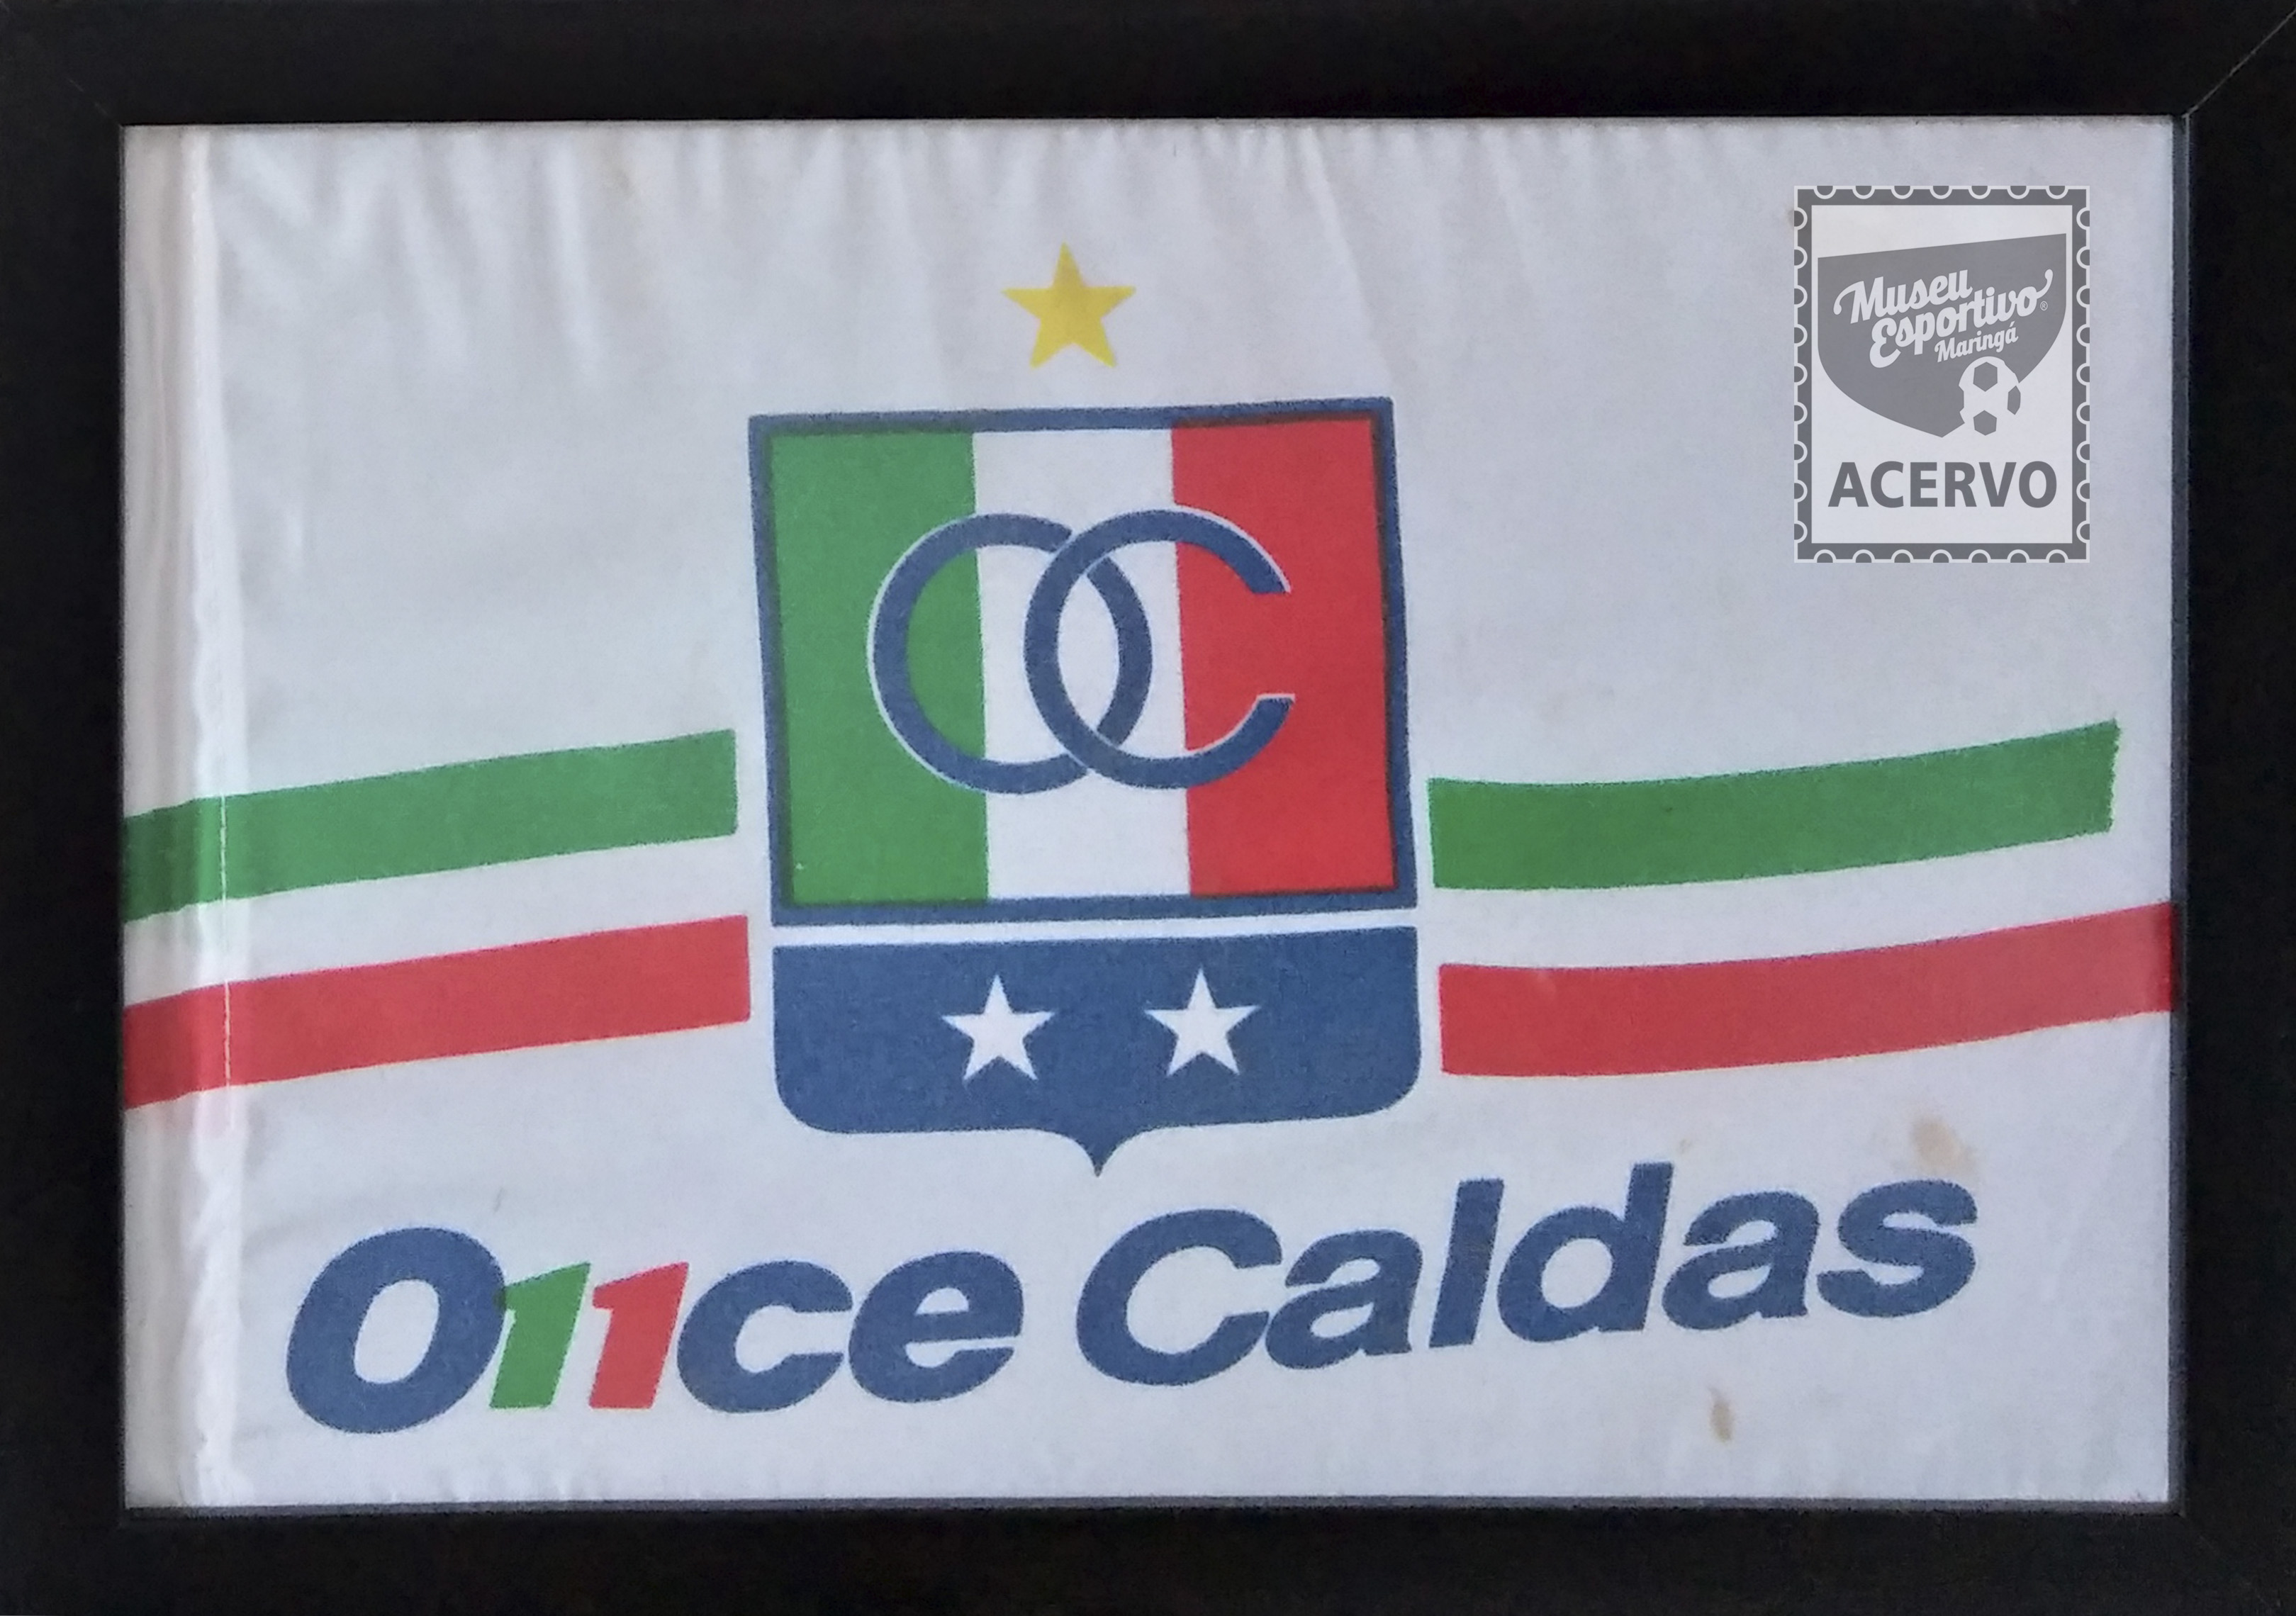 Museu
Esportivo®
Maringá
ACERVO
OC
O11ce Caldas